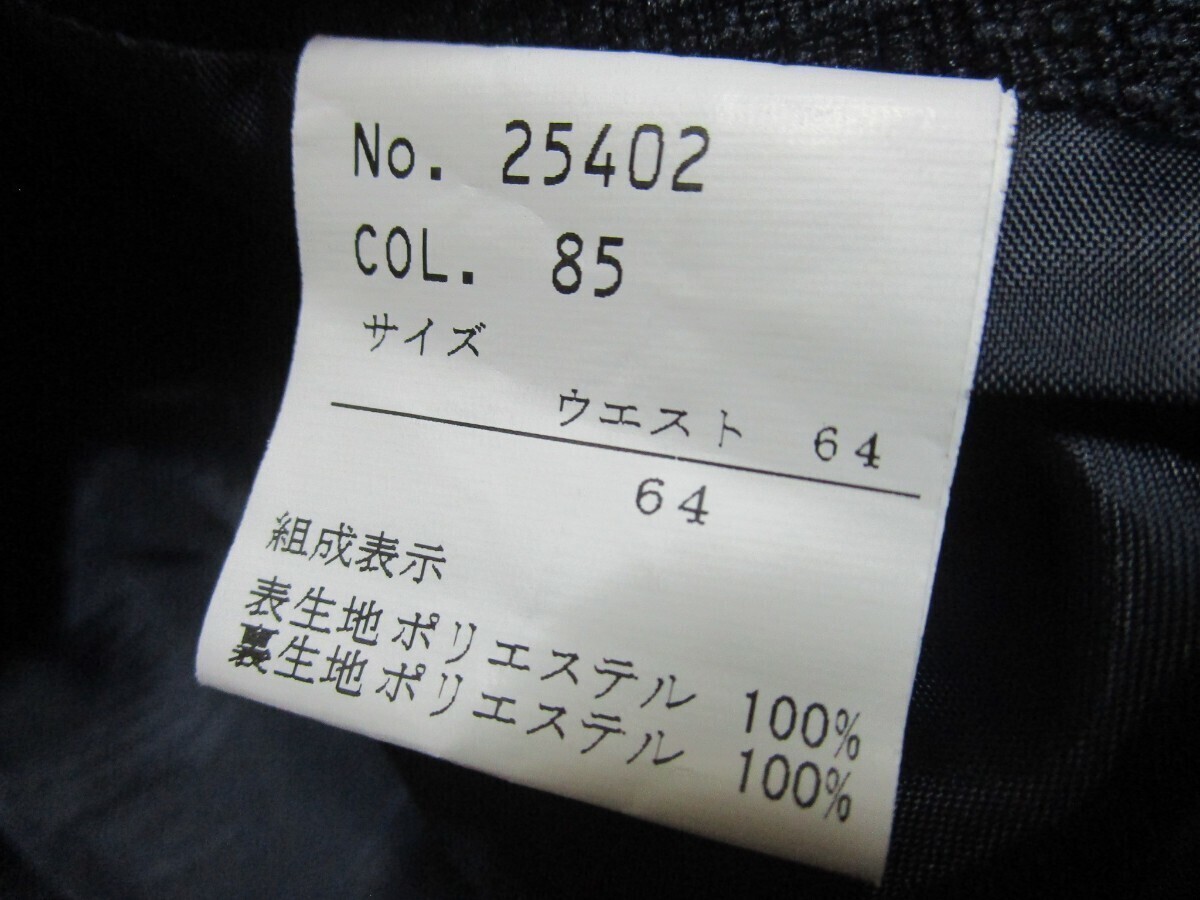 No. 25402
COL. 85
サイズ
ウエスト 64
64
組成表示
表生地 ポリエステル 100%
裏生地 ポリエステル 100%